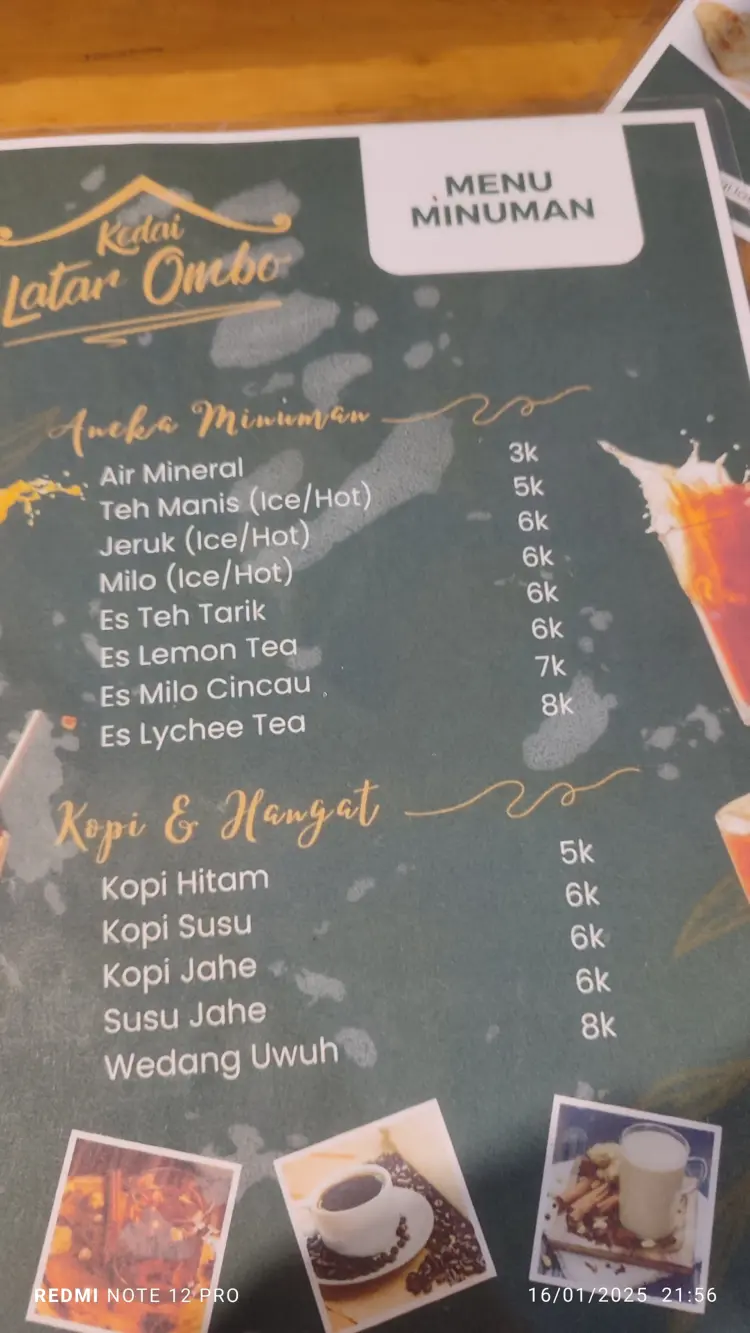 Kedai
Latar Ombo
MENU
MINUMAN
Aneka Minuman
Air Mineral 3k
Teh Manis (Ice/Hot) 5k
Jeruk (Ice/Hot) 6k
Milo (Ice/Hot) 6k
Es Teh Tarik 6k
Es Lemon Tea 6k
Es Milo Cincau 7k
Es Lychee Tea 8k
Kopi & Hangat
Kopi Hitam 5k
Kopi Susu 6k
Kopi Jahe 6k
Susu Jahe 6k
Wedang Uwuh 8k
REDMI NOTE 12 PRO
16/01/2025 21:56